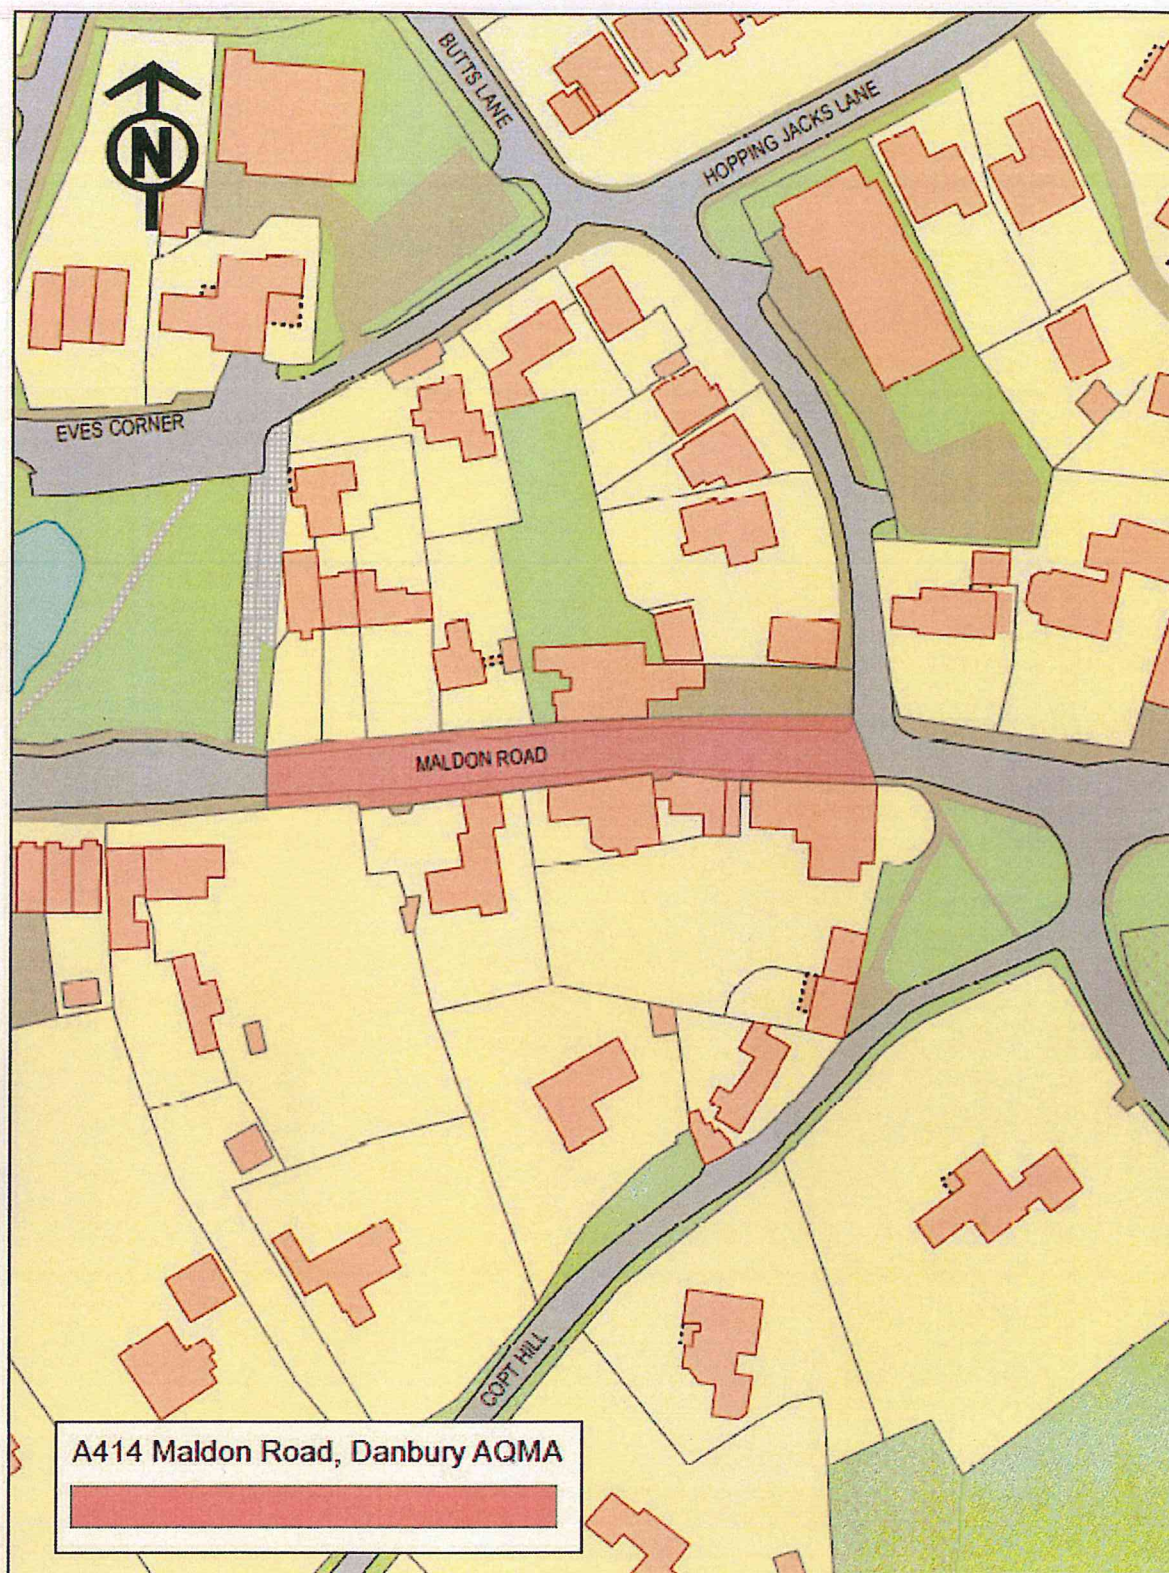 N
BUTTS LANE
HOPPING JACKS LANE
EVES CORNER
MALDON ROAD
COPT HILL
A414 Maldon Road, Danbury AQMA